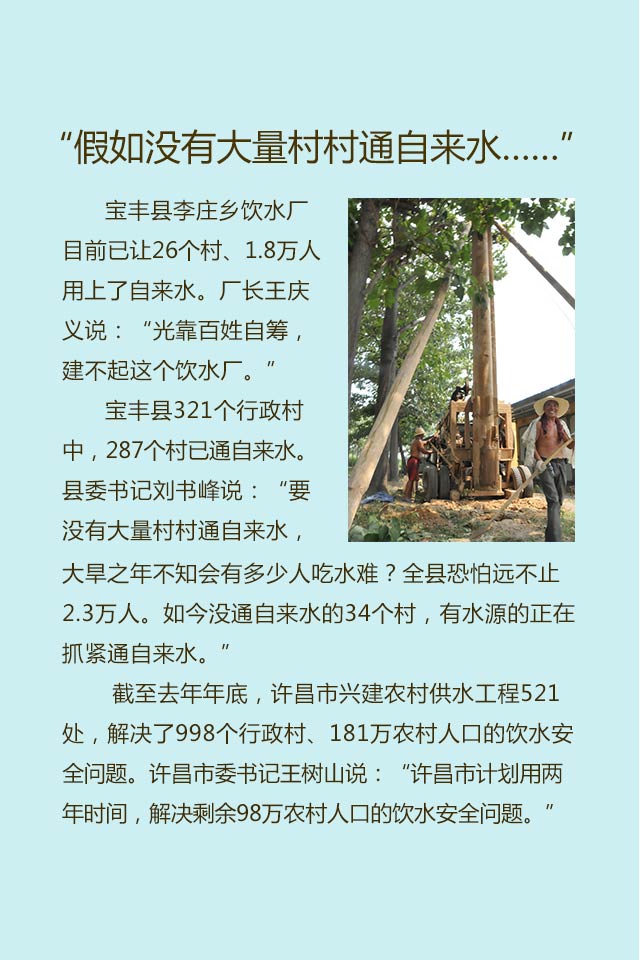 “假如没有大量村村通自来水……”
宝丰县李庄乡饮水厂
目前已让26个村、1.8万人
用上了自来水。厂长王庆
义说：“光靠百姓自筹，
建不起这个饮水厂。”
宝丰县321个行政村
中，287个村已通自来水。
县委书记刘书峰说：“要
没有大量村村通自来水，
大旱之年不知会有多少人吃水难？全县恐怕远不止
2.3万人。如今没通自来水的34个村，有水源的正在
抓紧通自来水。”
截至去年年底，许昌市兴建农村供水工程521
处，解决了998个行政村、181万农村人口的饮水安
全问题。许昌市委书记王树山说：“许昌市计划用两
年时间，解决剩余98万农村人口的饮水安全问题。”